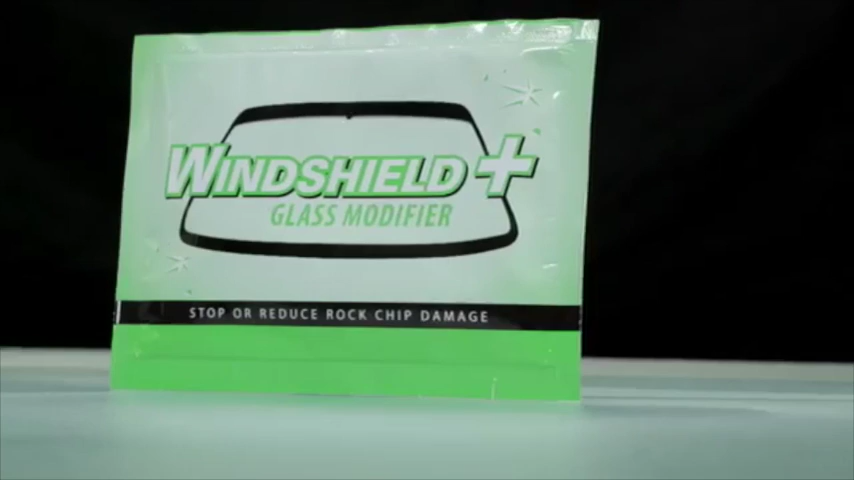 WINDSHIELD+
GLASS MODIFIER
STOP OR REDUCE ROCK CHIP DAMAGE